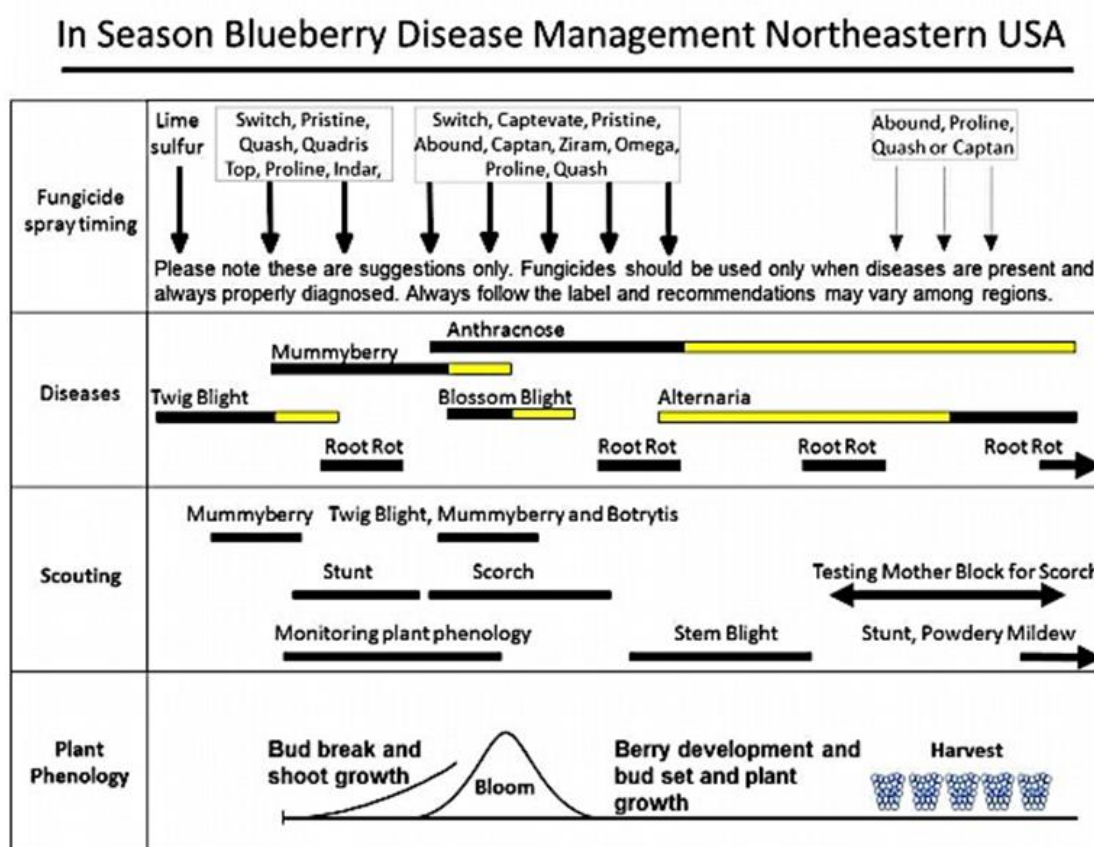 In Season Blueberry Disease Management Northeastern USA
Fungicide
spray timing
Lime
sulfur
Switch, Pristine,
Quash, Quadris
Top, Proline, Indar,
Switch, Captevate, Pristine,
Abound, Captan, Ziram, Omega,
Proline, Quash
Abound, Proline,
Quash or Captan
Please note these are suggestions only. Fungicides should be used only when diseases are present and
always properly diagnosed. Always follow the label and recommendations may vary among regions.
Diseases
Anthracnose
Mummyberry
Twig Blight
Blossom Blight
Alternaria
Root Rot
Root Rot
Root Rot
Root Rot
Scouting
Mummyberry
Twig Blight, Mummyberry and Botrytis
Stunt
Scorch
Testing Mother Block for Scorch
Monitoring plant phenology
Stem Blight
Stunt, Powdery Mildew
Plant
Phenology
Bud break and
shoot growth
Bloom
Berry development and
bud set and plant
growth
Harvest